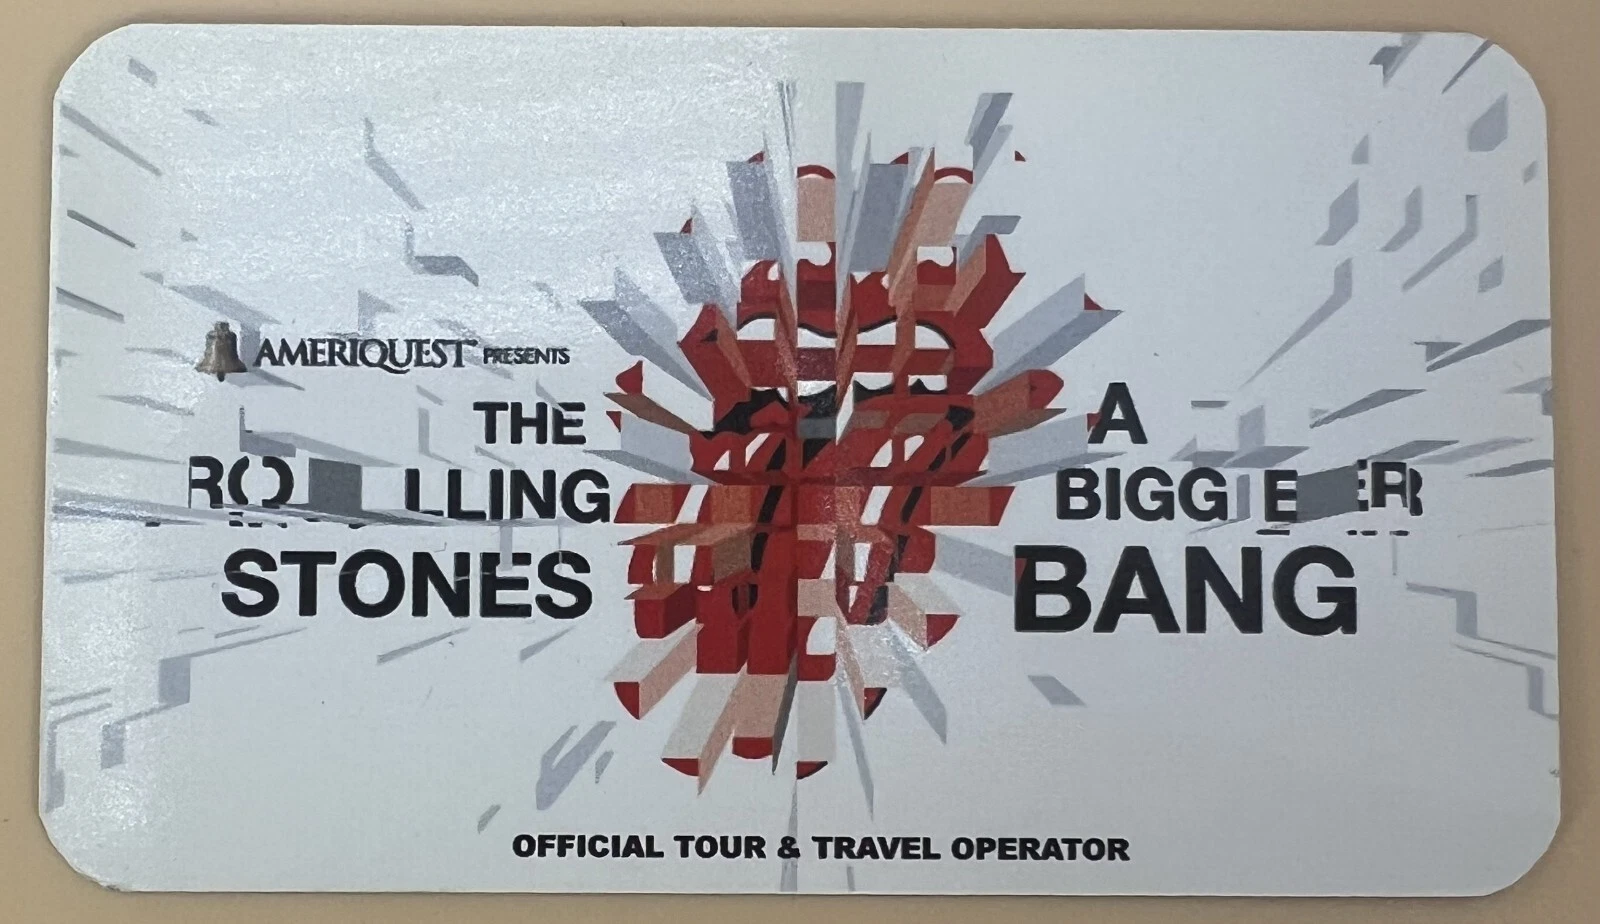 AMERIQUEST PRESENTS
THE
ROLLING
STONES
A
BIGGER
BANG
OFFICIAL TOUR & TRAVEL OPERATOR